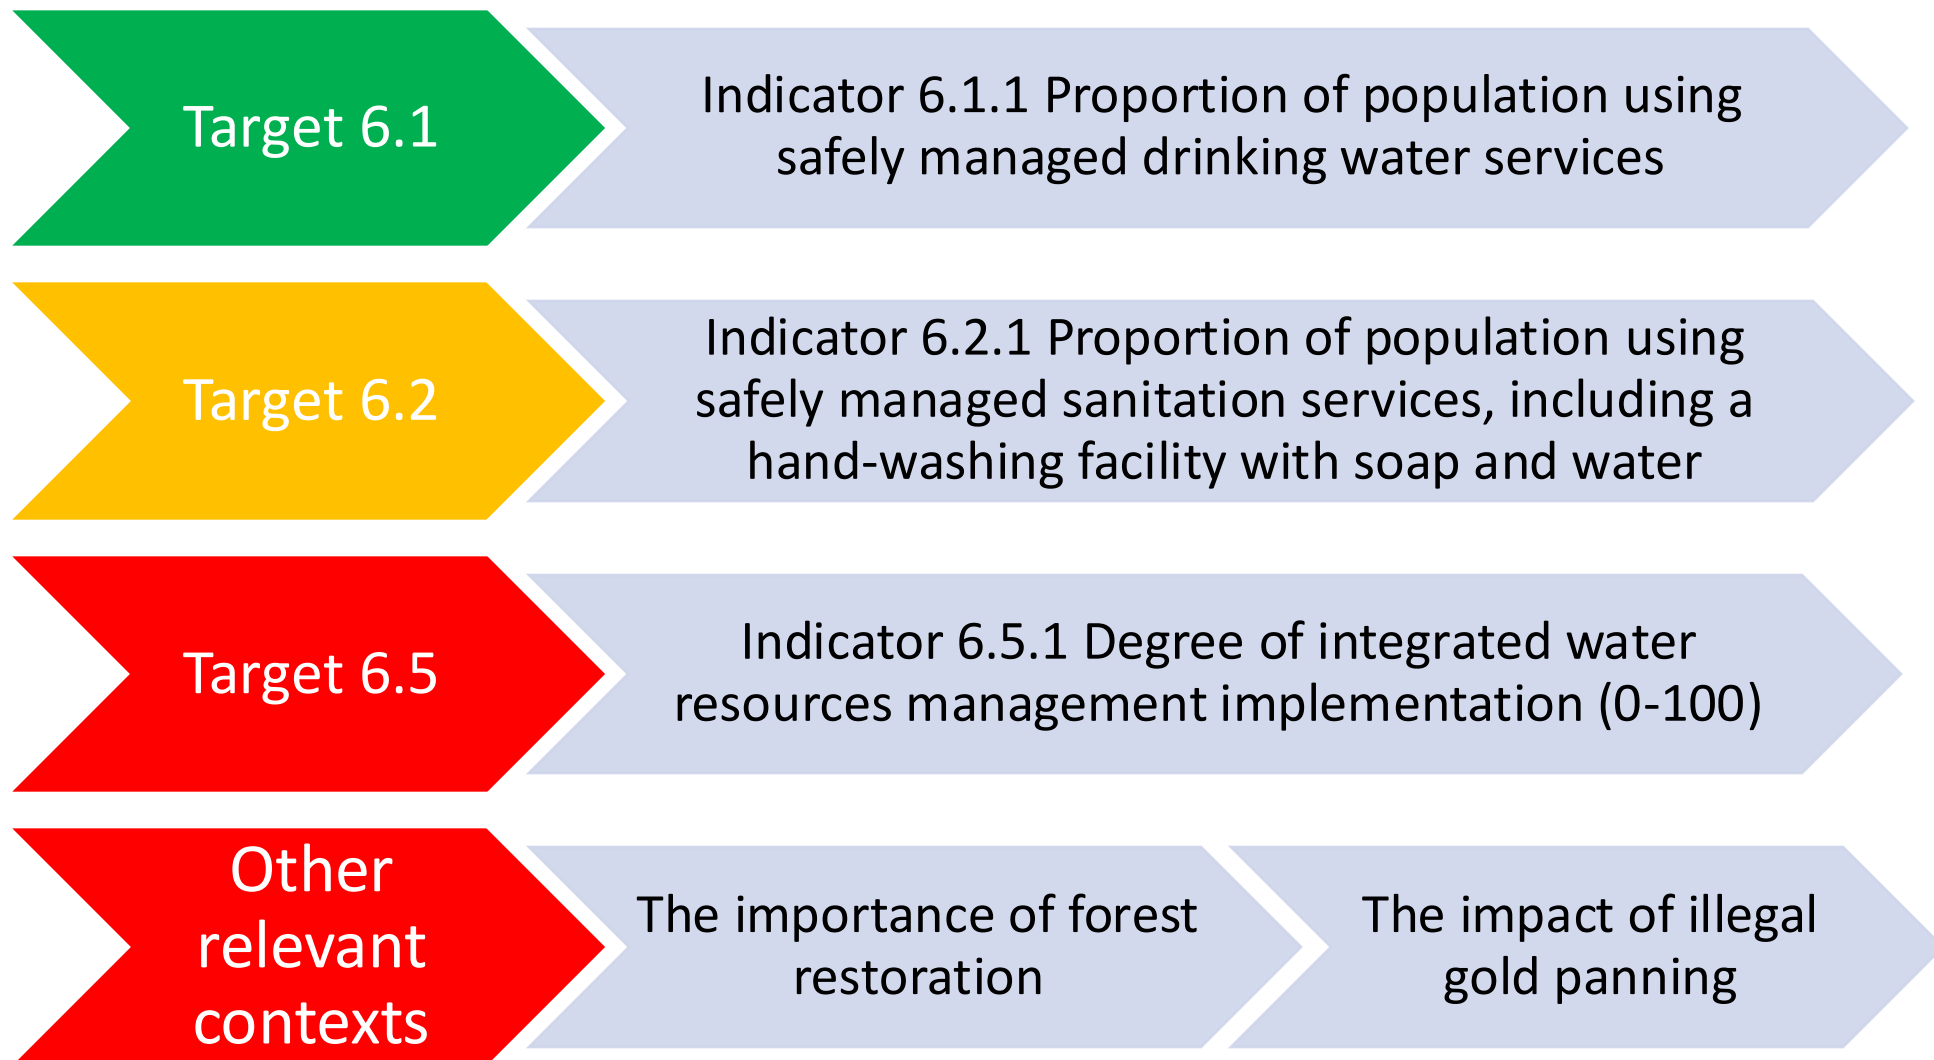 Target 6.1
Indicator 6.1.1 Proportion of population using
safely managed drinking water services
Target 6.2
Indicator 6.2.1 Proportion of population using
safely managed sanitation services, including a
hand-washing facility with soap and water
Target 6.5
Indicator 6.5.1 Degree of integrated water
resources management implementation (0-100)
Other
relevant
contexts
The importance of forest
restoration
The impact of illegal
gold panning